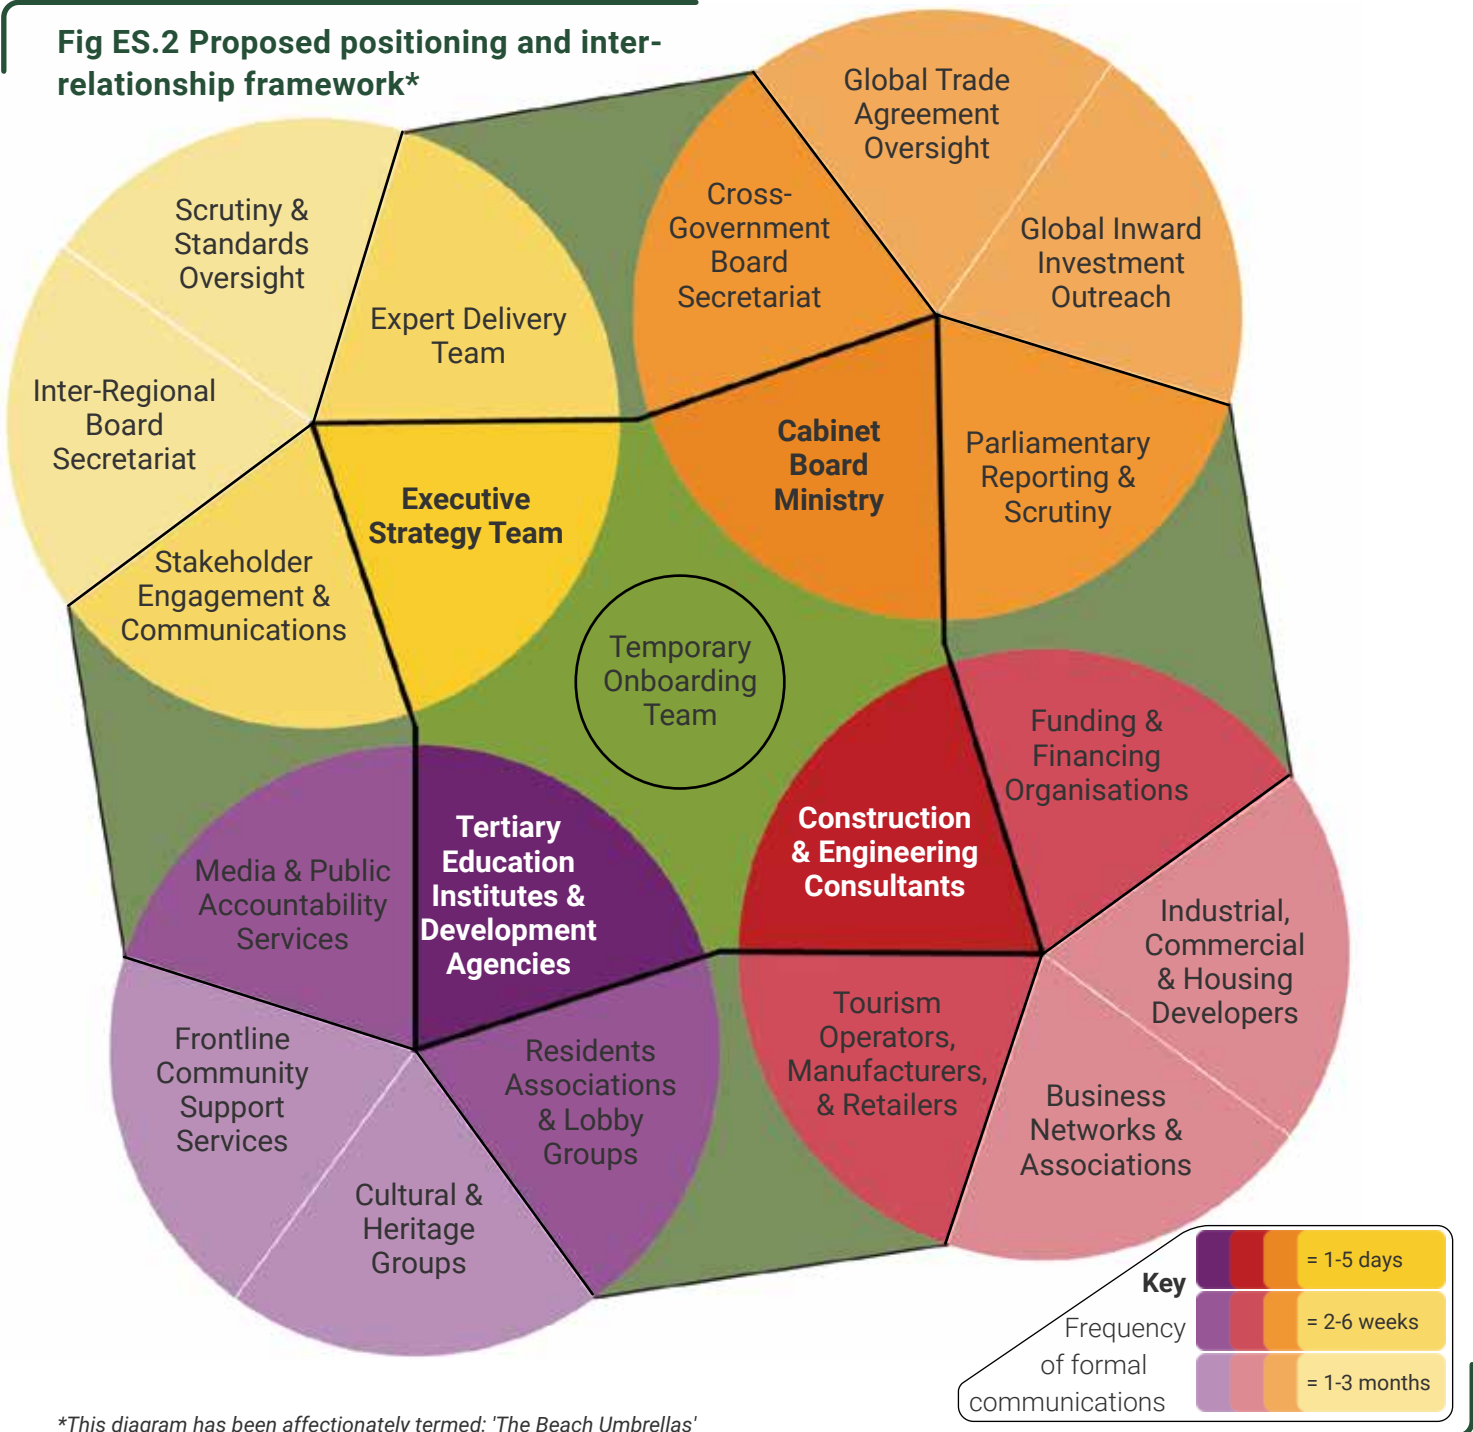 Fig ES.2 Proposed positioning and inter-
relationship framework*
Global Trade
Agreement
Oversight
Cross-
Government
Board
Secretariat
Global Inward
Investment
Outreach
Scrutiny &
Standards
Oversight
Expert Delivery
Team
Inter-Regional
Board
Secretariat
Cabinet
Board
Ministry
Parliamentary
Reporting &
Scrutiny
Executive
Strategy Team
Stakeholder
Engagement &
Communications
Temporary
Onboarding
Team
Funding &
Financing
Organisations
Construction
& Engineering
Consultants
Tertiary
Education
Institutes &
Development
Agencies
Media & Public
Accountability
Services
Industrial,
Commercial
& Housing
Developers
Tourism
Operators,
Manufacturers,
& Retailers
Frontline
Community
Support
Services
Residents
Associations
& Lobby
Groups
Business
Networks &
Associations
Cultural &
Heritage
Groups
Key
Frequency
of formal
communications
= 1-5 days
= 2-6 weeks
= 1-3 months
*This diagram has been affectionately termed: 'The Beach Umbrellas'